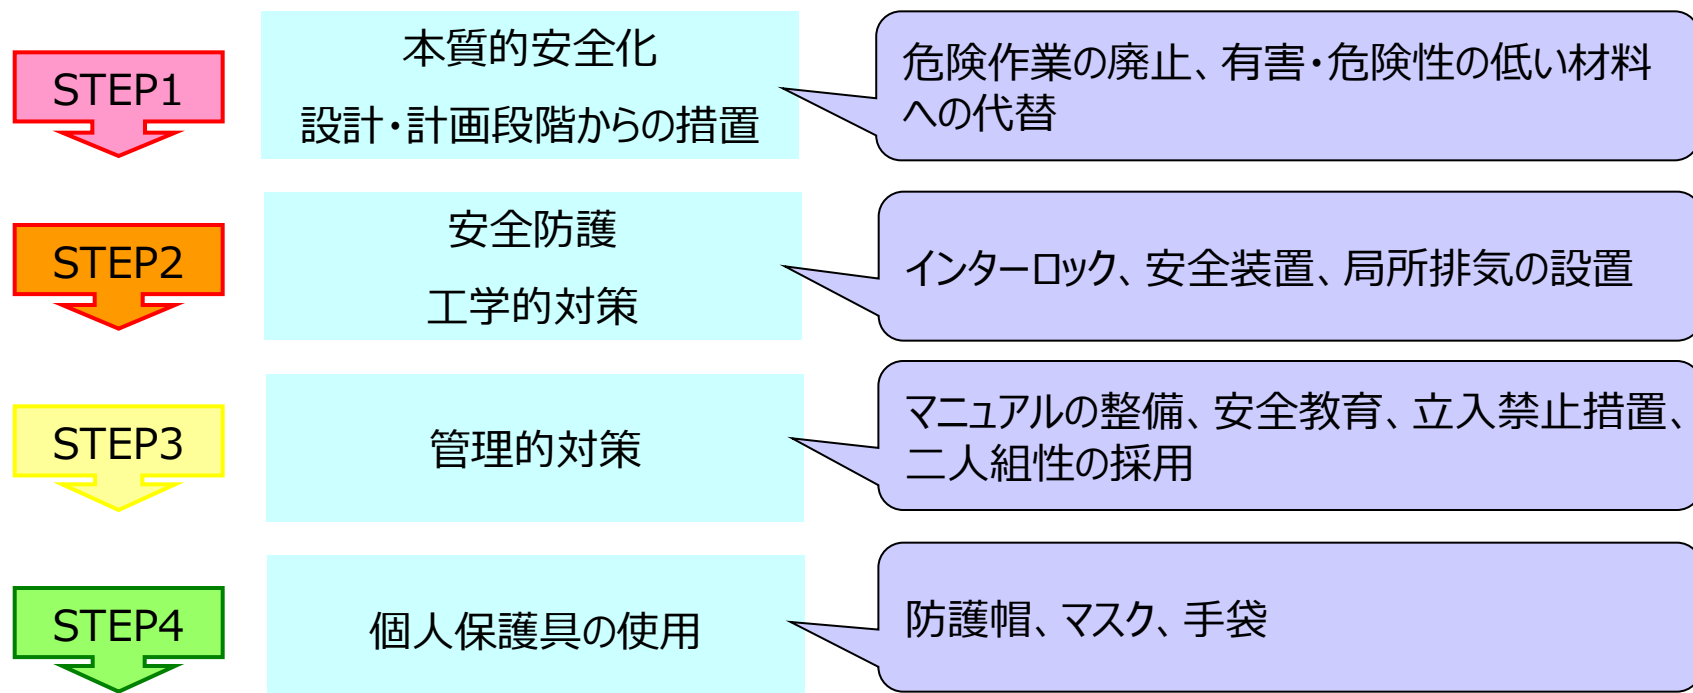 STEP1
本質的安全化
設計・計画段階からの措置
危険作業の廃止、有害・危険性の低い材料
への代替
STEP2
安全防護
工学的対策
インターロック、安全装置、局所排気の設置
STEP3
管理的対策
マニュアルの整備、安全教育、立入禁止措置、
二人組性の採用
STEP4
個人保護具の使用
防護帽、マスク、手袋